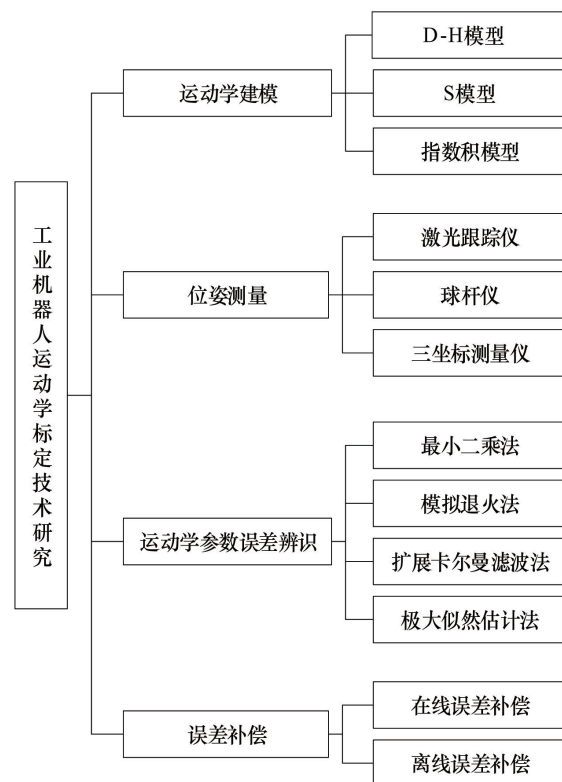 工业机器人运动学标定技术研究
运动学建模
D-H模型
S模型
指数积模型
位姿测量
激光跟踪仪
球杆仪
三坐标测量仪
运动学参数误差辨识
最小二乘法
模拟退火法
扩展卡尔曼滤波法
极大似然估计法
误差补偿
在线误差补偿
离线误差补偿